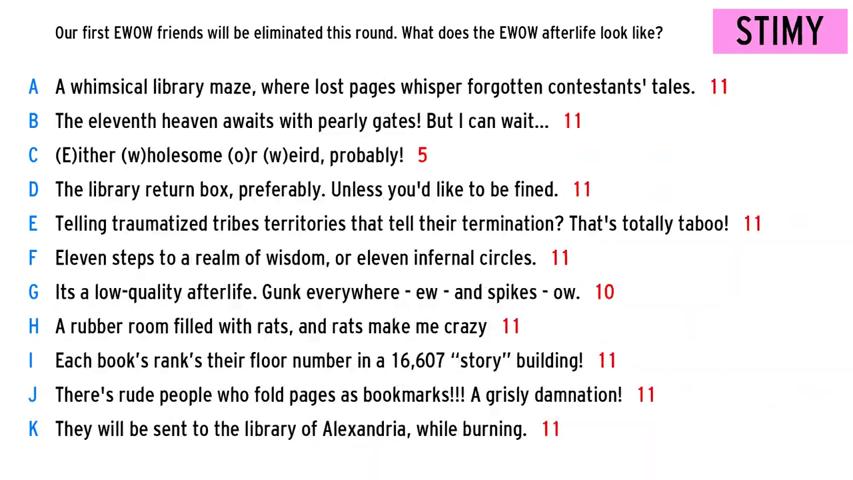 Our first EWOW friends will be eliminated this round. What does the EWOW afterlife look like?
STIMY
A A whimsical library maze, where lost pages whisper forgotten contestants' tales. 11
B The eleventh heaven awaits with pearly gates! But I can wait... 11
C (E)ither (w)holesome (o)r (w)eird, probably! 5
D The library return box, preferably. Unless you'd like to be fined. 11
E Telling traumatized tribes territories that tell their termination? That's totally taboo! 11
F Eleven steps to a realm of wisdom, or eleven infernal circles. 11
G Its a low-quality afterlife. Gunk everywhere - ew - and spikes - ow. 10
H A rubber room filled with rats, and rats make me crazy 11
I Each book’s rank’s their floor number in a 16,607 “story” building! 11
J There's rude people who fold pages as bookmarks!!! A grisly damnation! 11
K They will be sent to the library of Alexandria, while burning. 11